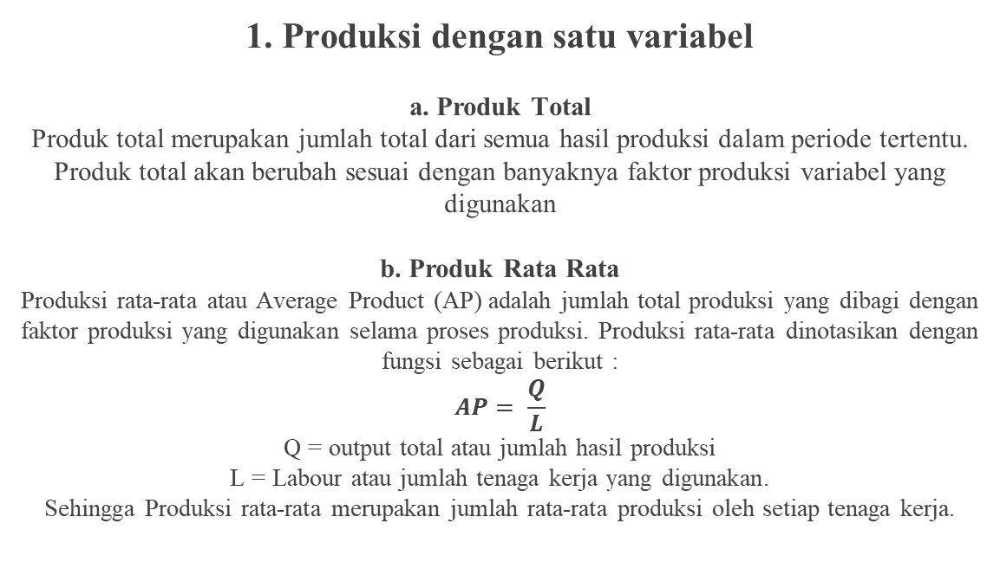 1. Produksi dengan satu variabel
a. Produk Total
Produk total merupakan jumlah total dari semua hasil produksi dalam periode tertentu.
Produk total akan berubah sesuai dengan banyaknya faktor produksi variabel yang
digunakan
b. Produk Rata Rata
Produksi rata-rata atau Average Product (AP) adalah jumlah total produksi yang dibagi dengan
faktor produksi yang digunakan selama proses produksi. Produksi rata-rata dinotasikan dengan
fungsi sebagai berikut :
AP = Q/L
Q = output total atau jumlah hasil produksi
L = Labour atau jumlah tenaga kerja yang digunakan.
Sehingga Produksi rata-rata merupakan jumlah rata-rata produksi oleh setiap tenaga kerja.